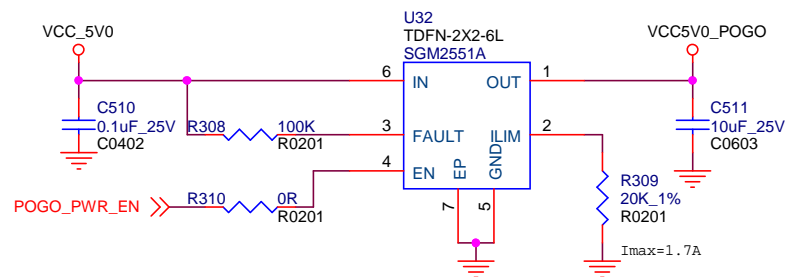 U32
TDFN-2X2-6L
SGM2551A
VCC_5V0
VCC5V0_POGO
6 IN OUT 1
C510
0.1uF_25V
C0402
C511
10uF_25V
C0603
R308 100K
R0201
3 FAULT ILIM 2
4 EN EP GND
R310 0R
R0201
POGO_PWR_EN
R309
20K_1%
R0201
7 5
Imax=1.7A